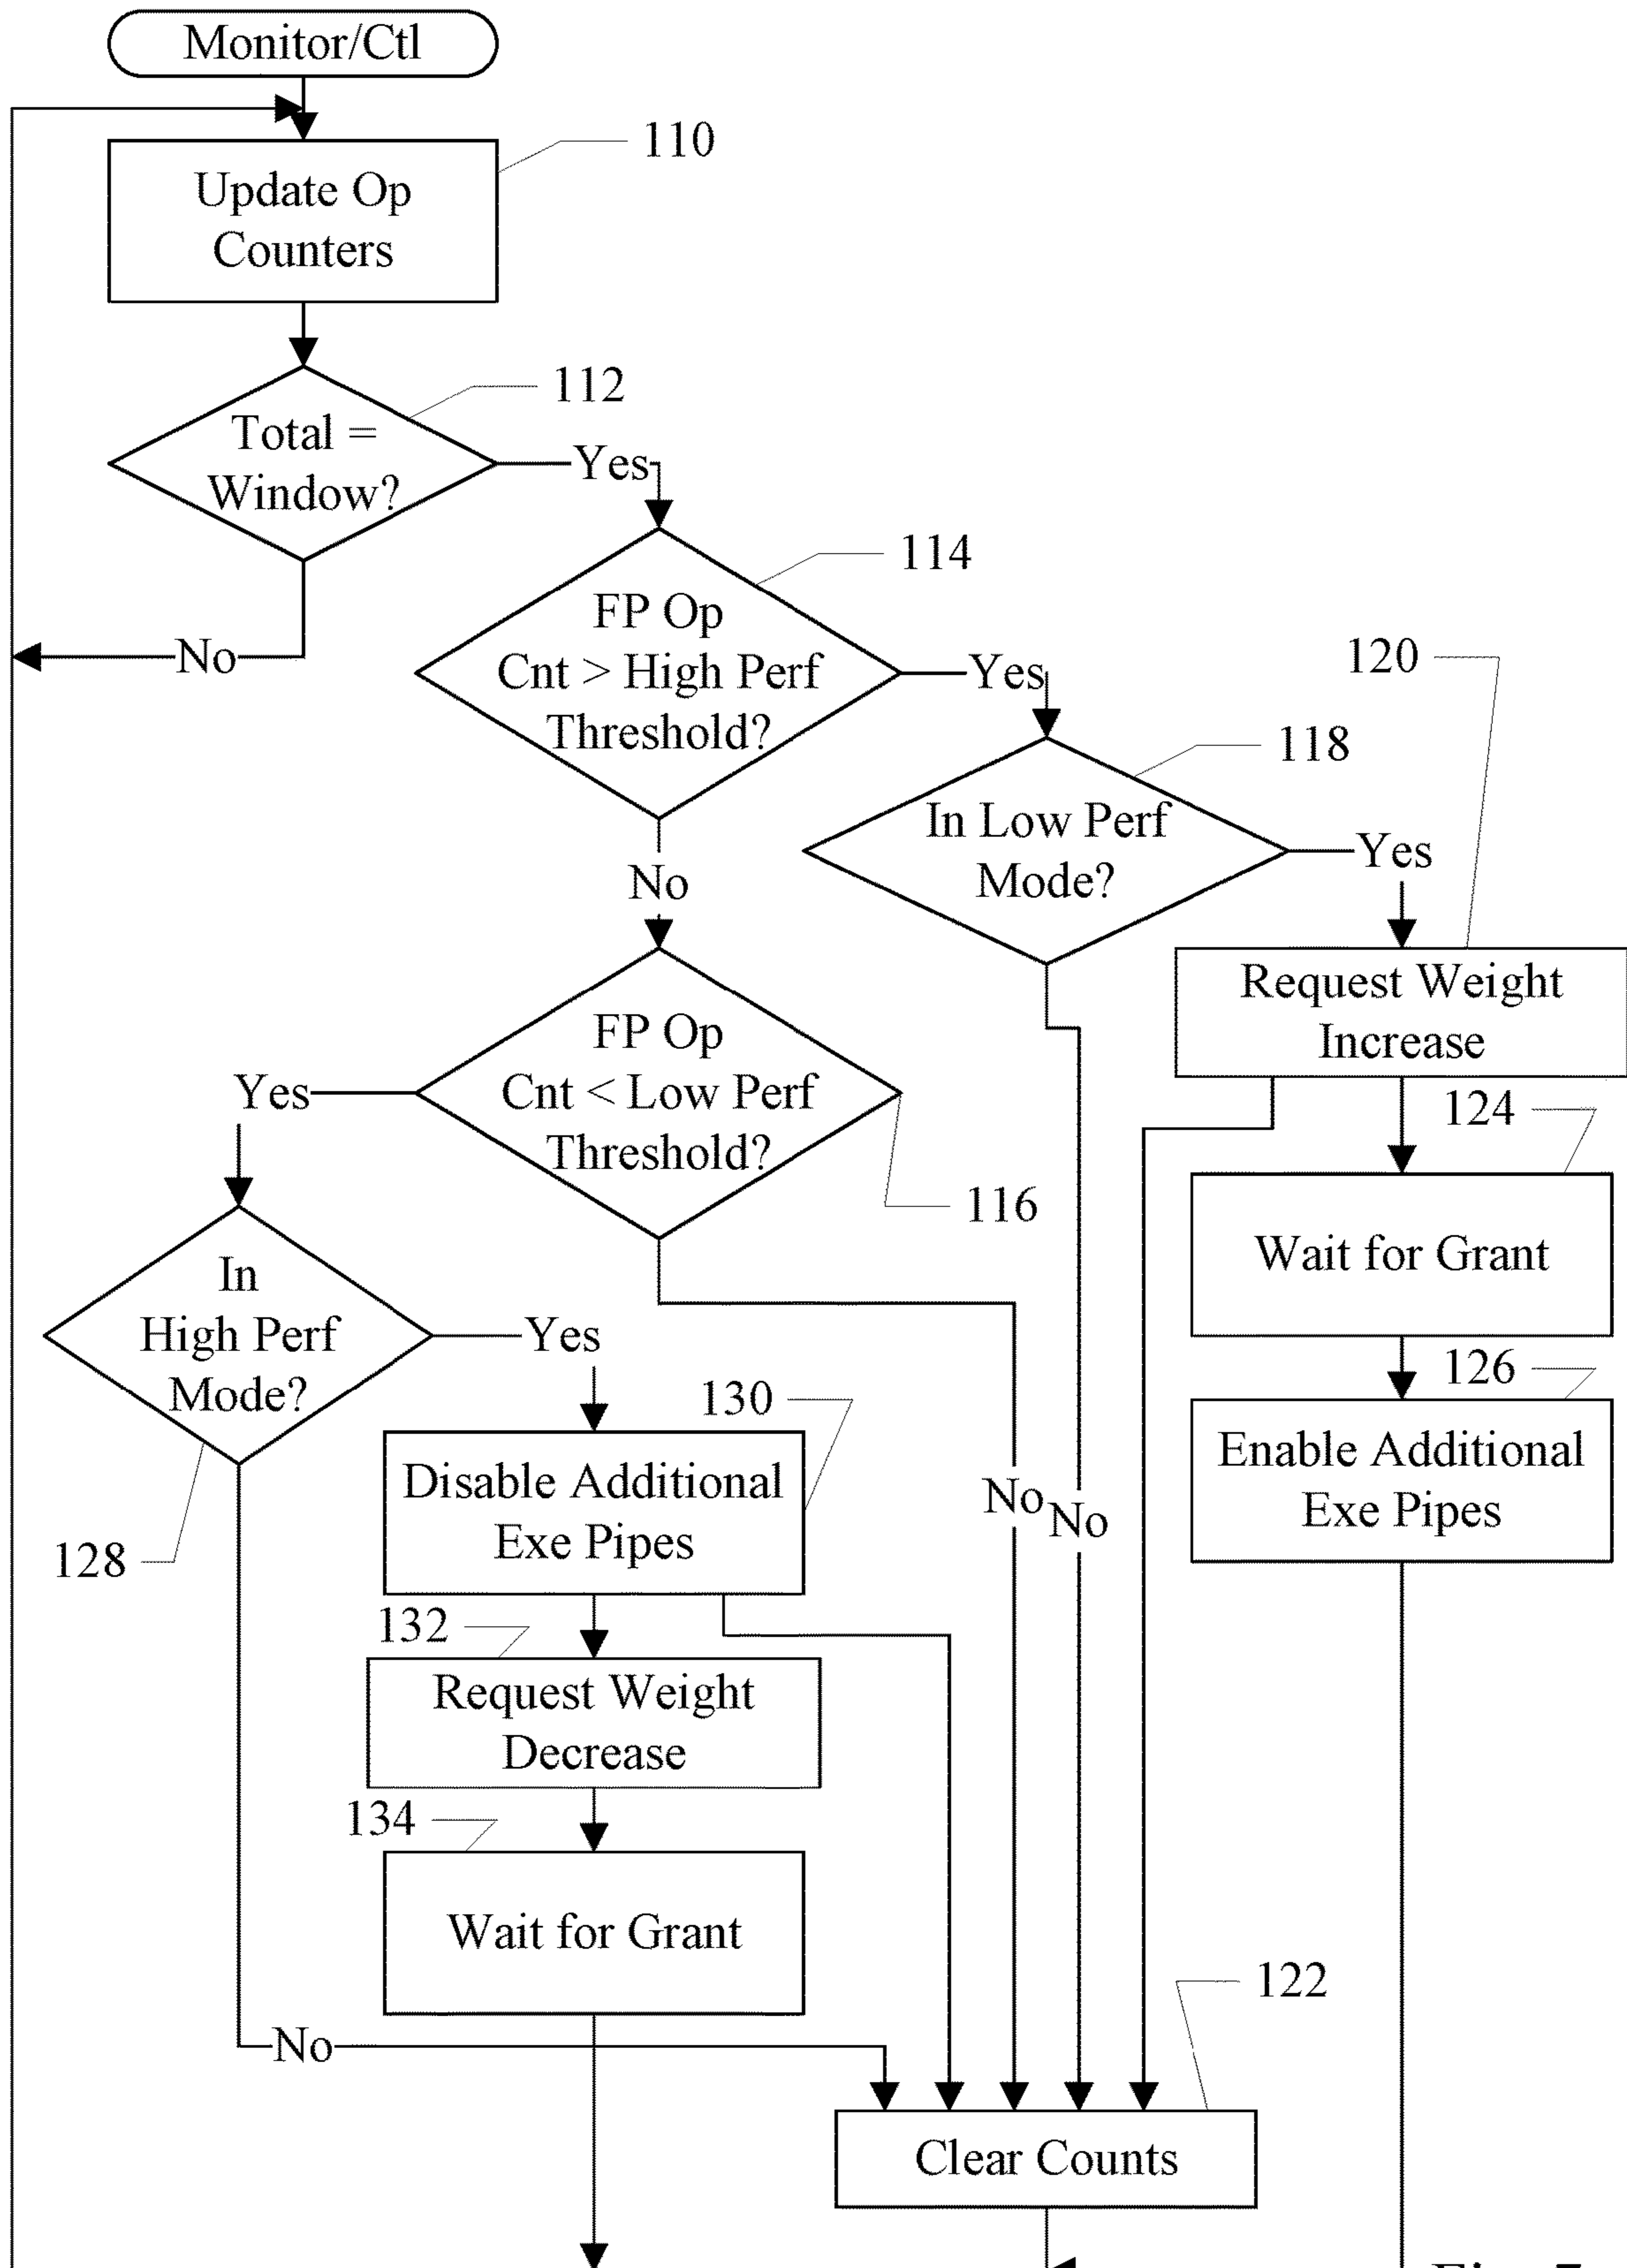 Monitor/Ctl
110
Update Op
Counters
112
Total =
Window?
Yes
No
114
FP Op
Cnt > High Perf
Threshold?
Yes
No
120
118
In Low Perf
Mode?
Yes
Request Weight
Increase
FP Op
Cnt < Low Perf
Threshold?
Yes
116
124
Wait for Grant
In
High Perf
Mode?
Yes
128
130
126
Enable Additional
Exe Pipes
Disable Additional
Exe Pipes
No
No
132
Request Weight
Decrease
134
Wait for Grant
No
122
Clear Counts